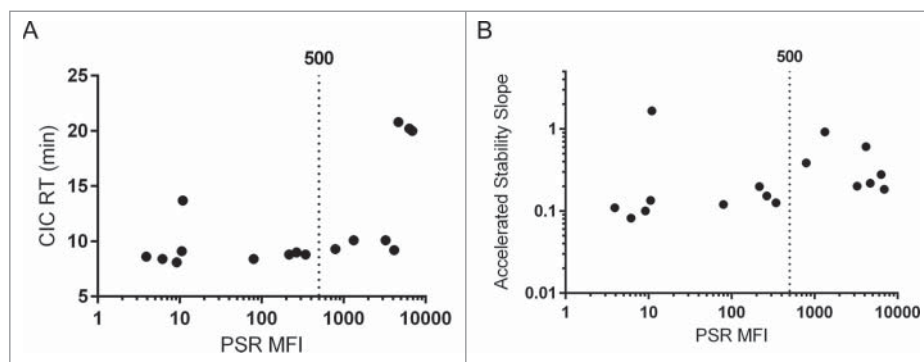 A
500
CIC RT (min)
25
20
15
10
5
1 10 100 1000 10000
PSR MFI
B
500
Accelerated Stability Slope
1
0.1
0.01
1 10 100 1000 10000
PSR MFI